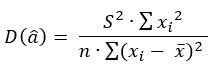 D(â) = S² · ∑ xᵢ² / n · ∑(xᵢ − x̄)²